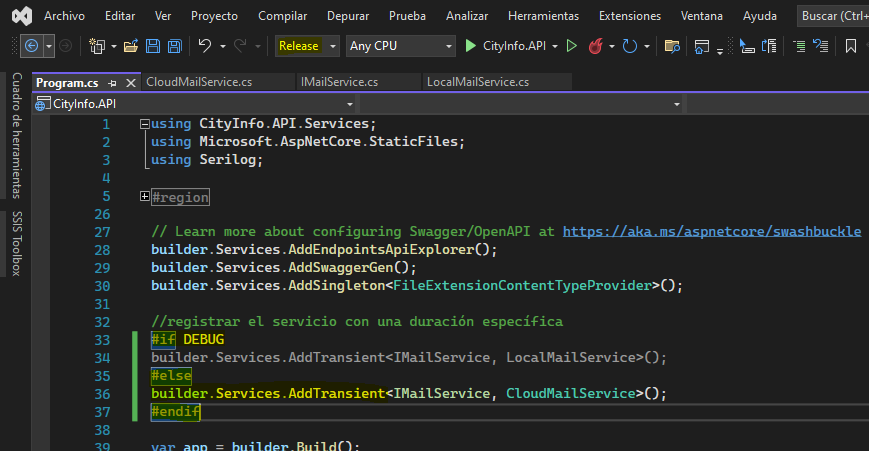 Archivo Editar Ver Proyecto Compilar Depurar Prueba Analizar Herramientas Extensiones Ventana Ayuda Buscar (Ctrl+
Release Any CPU CityInfo.API
Program.cs CloudMailService.cs IMailService.cs LocalMailService.cs
CityInfo.API
Cuadro de herramientas
SSIS Toolbox
1 using CityInfo.API.Services;
2 using Microsoft.AspNetCore.StaticFiles;
3 using Serilog;
4
5 #region
26
27 // Learn more about configuring Swagger/OpenAPI at https://aka.ms/aspnetcore/swashbuckle
28 builder.Services.AddEndpointsApiExplorer();
29 builder.Services.AddSwaggerGen();
30 builder.Services.AddSingleton<FileExtensionContentTypeProvider>();
31
32 //registrar el servicio con una duración específica
33 #if DEBUG
34 builder.Services.AddTransient<IMailService, LocalMailService>();
35 #else
36 builder.Services.AddTransient<IMailService, CloudMailService>();
37 #endif
38
39 var app = builder.Build();